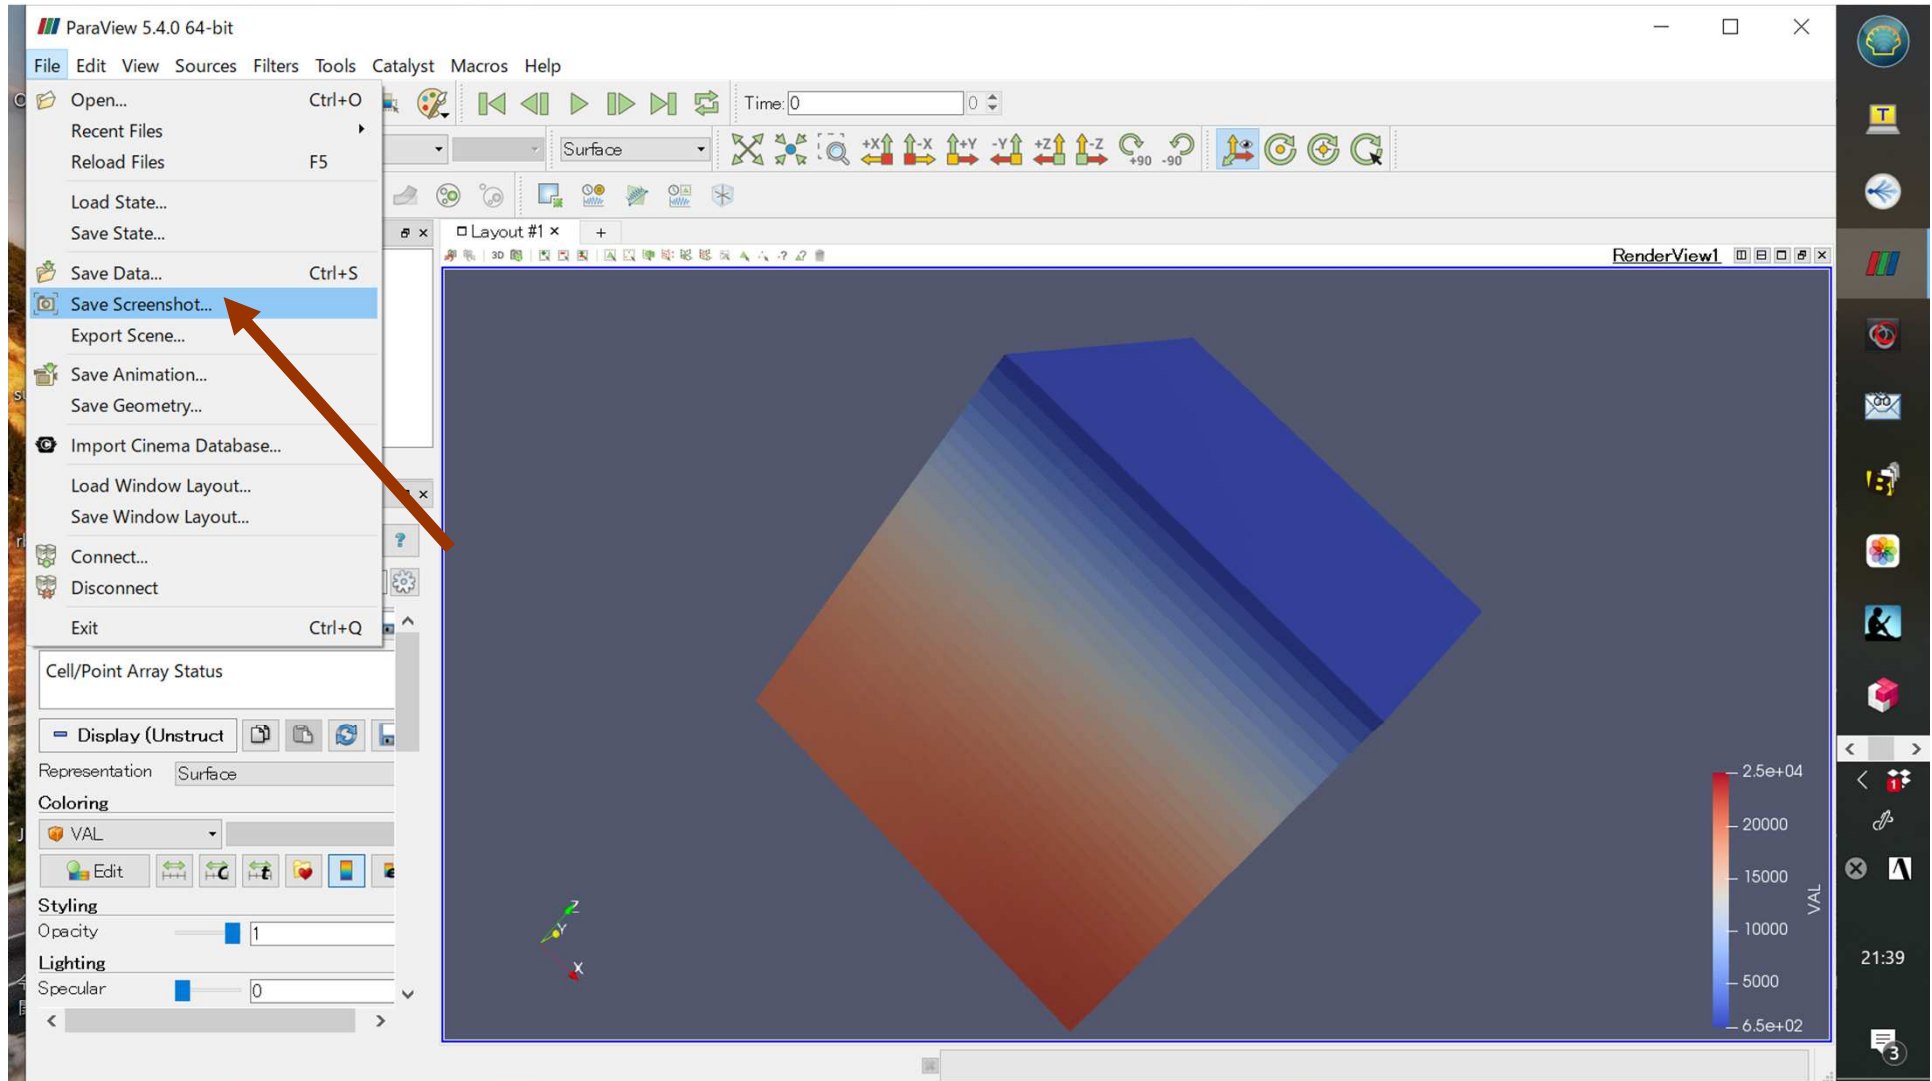 ParaView 5.4.0 64-bit
File Edit View Sources Filters Tools Catalyst Macros Help
Open... Ctrl+O
Recent Files
Reload Files F5
Load State...
Save State...
Save Data... Ctrl+S
Save Screenshot...
Export Scene...
Save Animation...
Save Geometry...
Import Cinema Database...
Load Window Layout...
Save Window Layout...
Connect...
Disconnect
Exit Ctrl+Q
Time: 0 0
Surface
+X -X +Y -Y +Z -Z +90 -90
Layout #1 +
3D
RenderView1
Cell/Point Array Status
Display (Unstruct
Representation Surface
Coloring
VAL
Edit
Styling
Opacity 1
Lighting
Specular 0
Z
Y
X
2.5e+04
20000
15000
10000
5000
6.5e+02
VAL
T
B
1
21:39
3